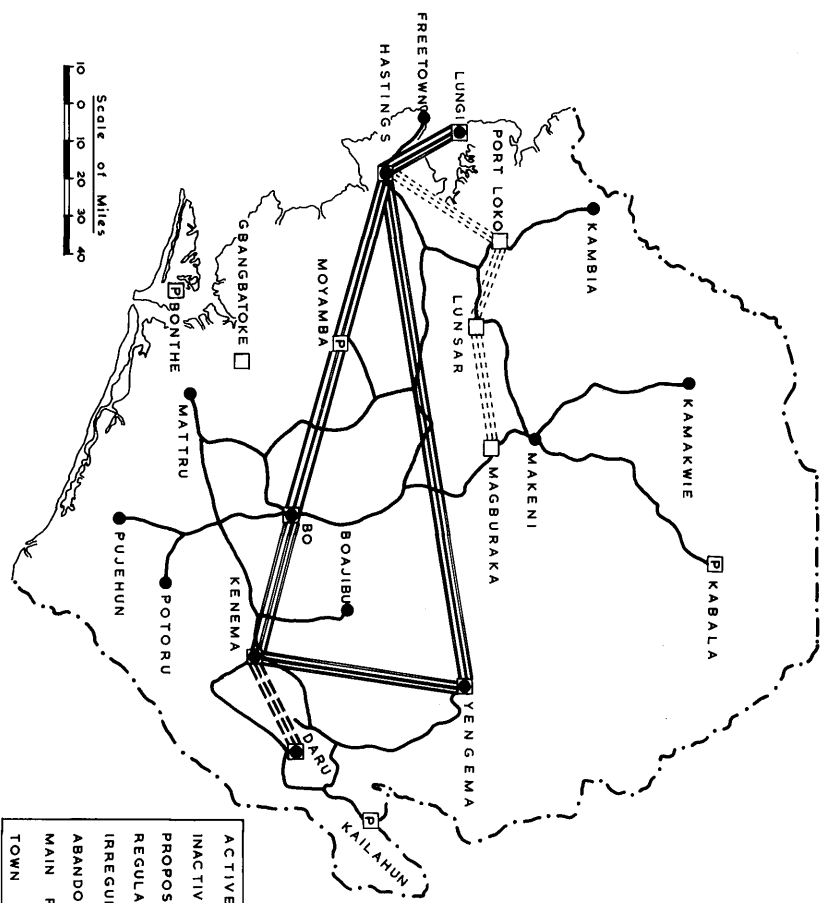 FREETOWN
HASTINGS
LUNGI
PORT LOKO
KAMBIA
10 0 10 20 30 40
Scale of Miles
GBANGBATOKE
MOYAMBA
LUNSAR
P
BONTHE
P
MATTRU
KAMAKWIE
MAKENI
MAGBURAKA
BO
BOAJIBU
KENEMA
PUJEHUN
POTORU
P
KABALA
YENGEMA
DARU
P
KAILAHUN
ACTIVE
INACTIV
PROPOS
REGULA
IRREGUL
ABANDO
MAIN
TOWN